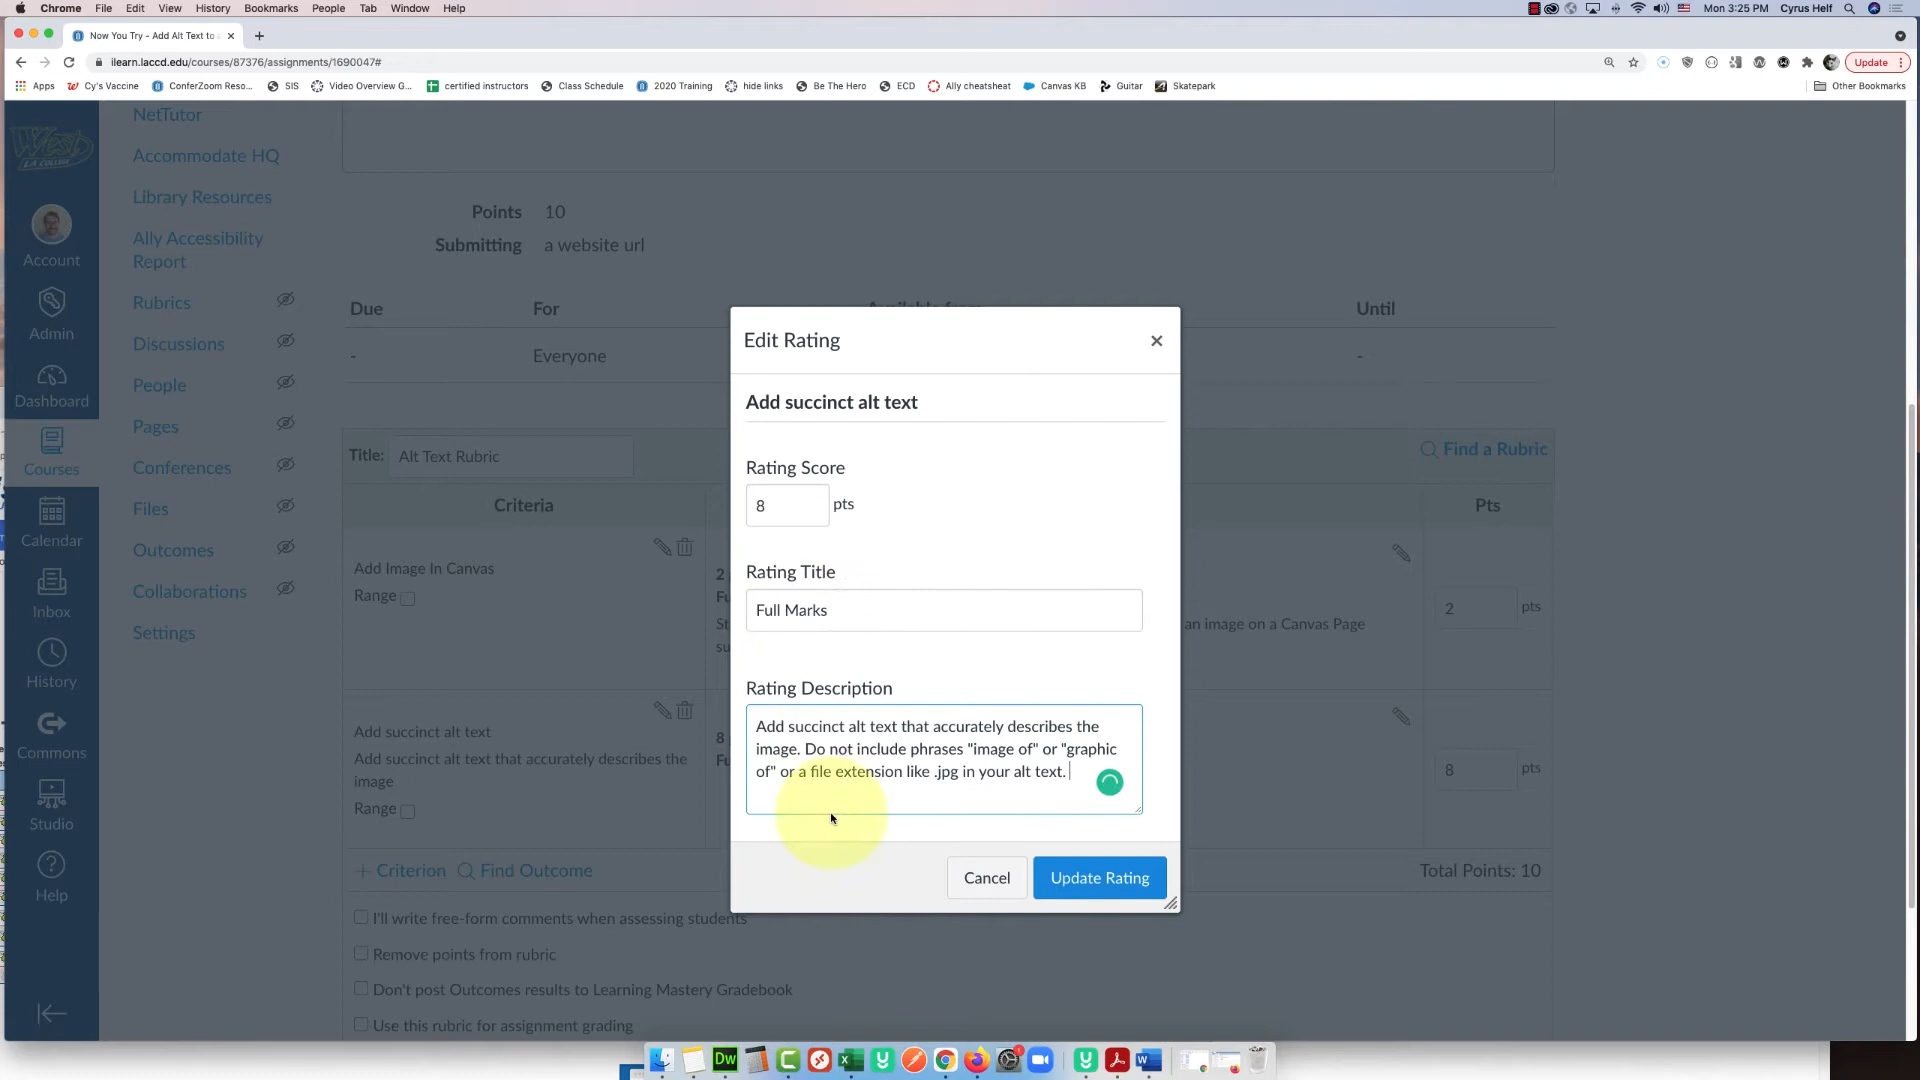 Chrome File Edit View History Bookmarks People Tab Window Help Mon 3:25 PM Cyrus Helf
Now You Try - Add Alt Text to
ilearn.laccd.edu/courses/87376/assignments/1690047# Update
Apps Cy's Vaccine ConferZoom Reso... SIS Video Overview G... certified instructors Class Schedule 2020 Training hide links Be The Hero ECD Ally cheatsheet Canvas KB Guitar Skatepark Other Bookmarks
West
LA COLLEGE
Account
Admin
Dashboard
Courses
Calendar
Inbox
History
Commons
Studio
Help
NetTutor
Accommodate HQ
Library Resources
Ally Accessibility
Report
Rubrics
Discussions
People
Pages
Conferences
Files
Outcomes
Collaborations
Settings
Points 10
Submitting a website url
Due For Until
- Everyone -
Title: Alt Text Rubric Find a Rubric
Criteria Pts
Add Image In Canvas
Range
an image on a Canvas Page
2 pts
Add succinct alt text
Add succinct alt text that accurately describes the
image
Range
8 pts
+ Criterion Find Outcome Total Points: 10
I'll write free-form comments when assessing students
Remove points from rubric
Don't post Outcomes results to Learning Mastery Gradebook
Use this rubric for assignment grading
Edit Rating
Add succinct alt text
Rating Score
8 pts
Rating Title
Full Marks
Rating Description
Add succinct alt text that accurately describes the
image. Do not include phrases "image of" or "graphic
of" or a file extension like .jpg in your alt text.
Cancel Update Rating
Dw